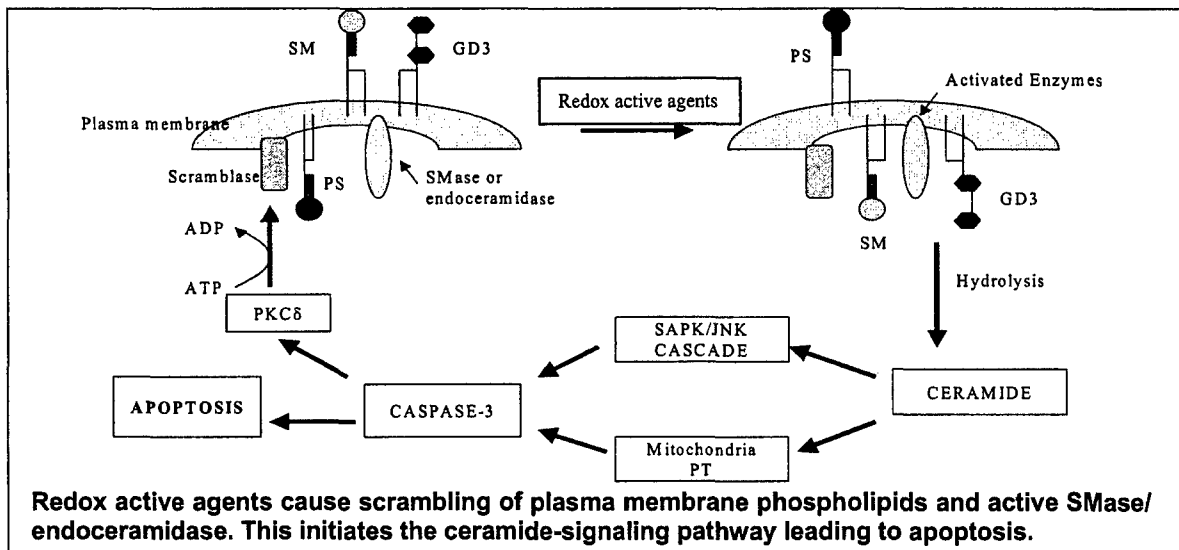 SM
GD3
Plasma membrane
Scramblase
PS
SMase or
endoceramidase
ADP
ATP
PKCδ
Redox active agents
PS
Activated Enzymes
SM
GD3
Hydrolysis
SAPK/JNK
CASCADE
CERAMIDE
Mitochondria
PT
CASPASE-3
APOPTOSIS
Redox active agents cause scrambling of plasma membrane phospholipids and active SMase/
endoceramidase. This initiates the ceramide-signaling pathway leading to apoptosis.